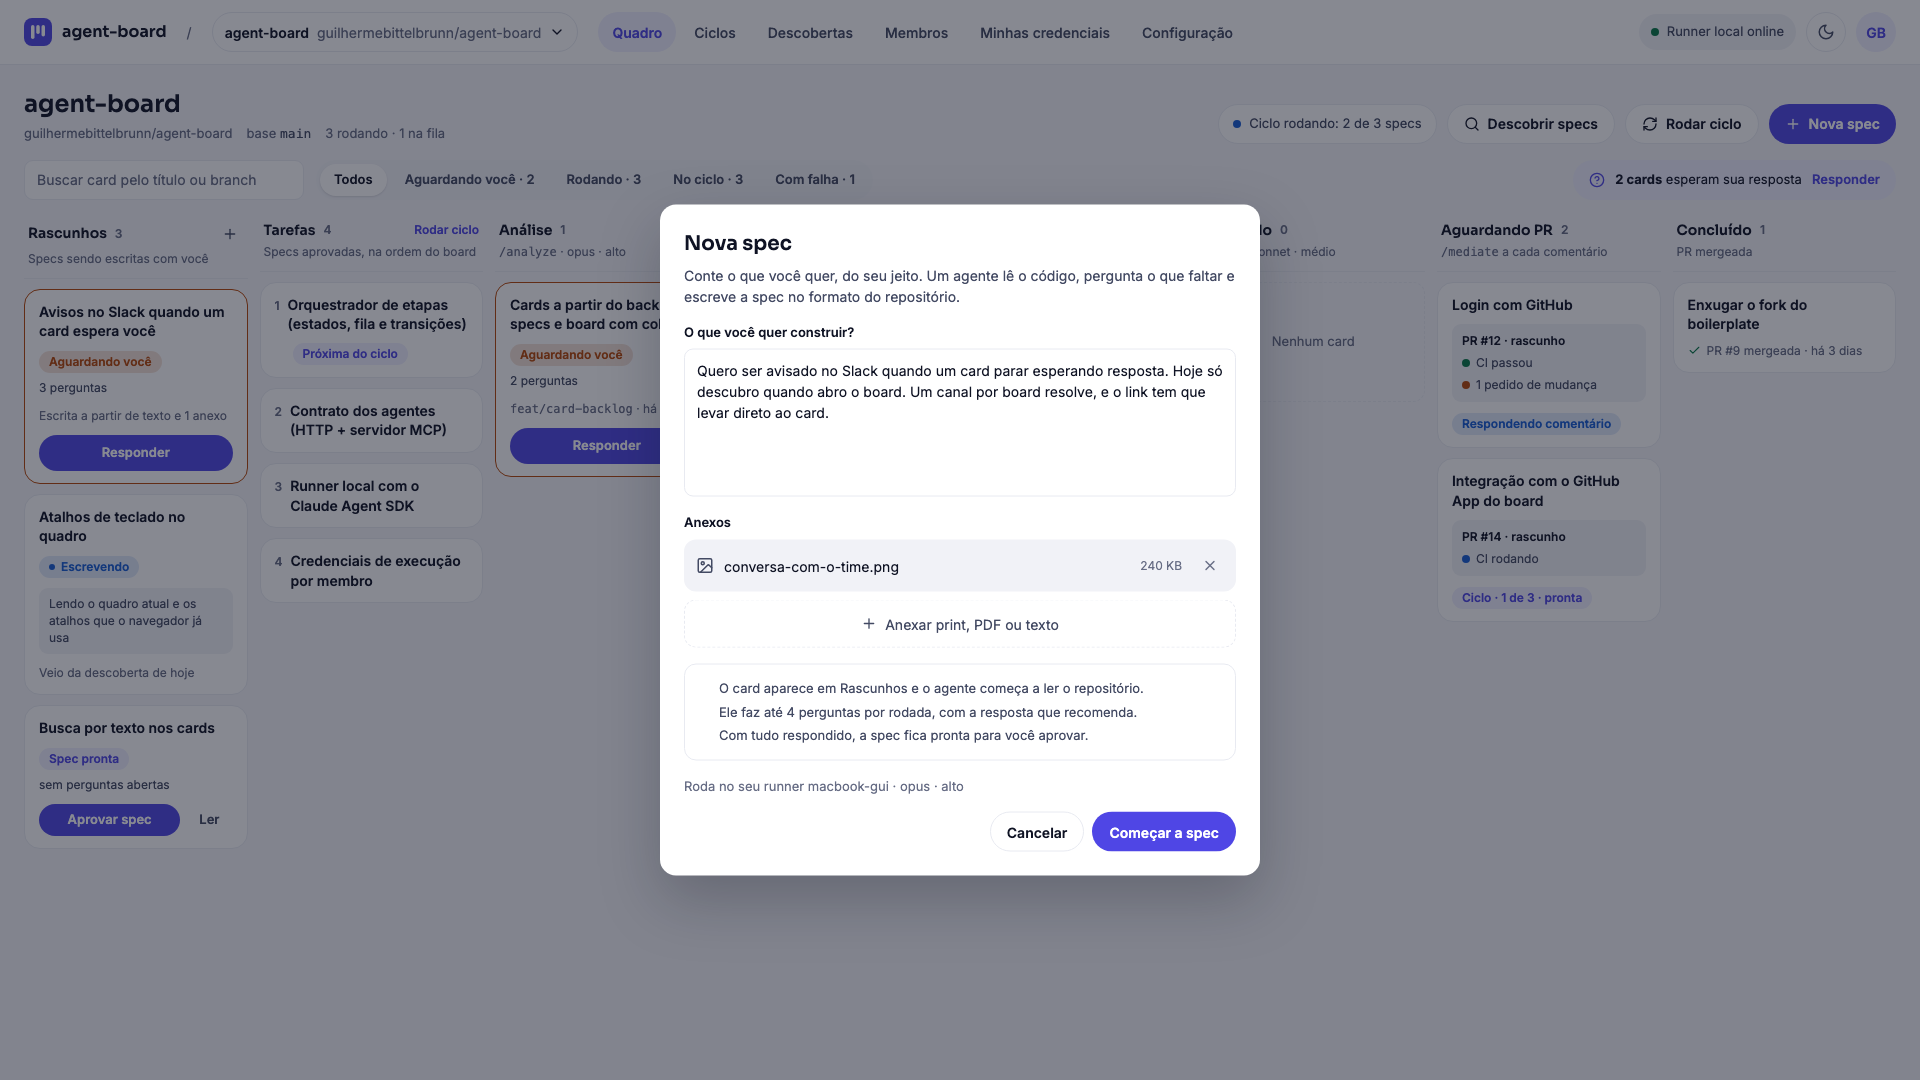 agent-board / agent-board guilhermebittelbrunn/agent-board Quadro Ciclos Descobertas Membros Minhas credenciais Configuração Runner local online GB
agent-board
guilhermebittelbrunn/agent-board base main 3 rodando · 1 na fila
Ciclo rodando: 2 de 3 specs Descobrir specs Rodar ciclo + Nova spec
Buscar card pelo título ou branch Todos Aguardando você · 2 Rodando · 3 No ciclo · 3 Com falha · 1 2 cards esperam sua resposta Responder
Rascunhos 3 +
Specs sendo escritas com você
Avisos no Slack quando um
card espera você
Aguardando você
3 perguntas
Escrita a partir de texto e 1 anexo
Responder
Atalhos de teclado no
quadro
Escrevendo
Lendo o quadro atual e os
atalhos que o navegador já
usa
Veio da descoberta de hoje
Busca por texto nos cards
Spec pronta
sem perguntas abertas
Aprovar spec Ler
Tarefas 4 Rodar ciclo
Specs aprovadas, na ordem do board
1 Orquestrador de etapas
(estados, fila e transições)
Próxima do ciclo
2 Contrato dos agentes
(HTTP + servidor MCP)
3 Runner local com o
Claude Agent SDK
4 Credenciais de execução
por membro
Análise 1
/analyze · opus · alto
Cards a partir do back
specs e board com col
Aguardando você
2 perguntas
feat/card-backlog · há
Responder
Nova spec
Conte o que você quer, do seu jeito. Um agente lê o código, pergunta o que faltar e
escreve a spec no formato do repositório.
O que você quer construir?
Quero ser avisado no Slack quando um card parar esperando resposta. Hoje só
descubro quando abro o board. Um canal por board resolve, e o link tem que
levar direto ao card.
Anexos
conversa-com-o-time.png 240 KB
+ Anexar print, PDF ou texto
O card aparece em Rascunhos e o agente começa a ler o repositório.
Ele faz até 4 perguntas por rodada, com a resposta que recomenda.
Com tudo respondido, a spec fica pronta para você aprovar.
Roda no seu runner macbook-gui · opus · alto
Cancelar Começar a spec
lo 0
onnet · médio
Nenhum card
Aguardando PR 2
/mediate a cada comentário
Login com GitHub
PR #12 · rascunho
CI passou
1 pedido de mudança
Respondendo comentário
Integração com o GitHub
App do board
PR #14 · rascunho
CI rodando
Ciclo · 1 de 3 · pronta
Concluído 1
PR mergeada
Enxugar o fork do
boilerplate
PR #9 mergeada · há 3 dias